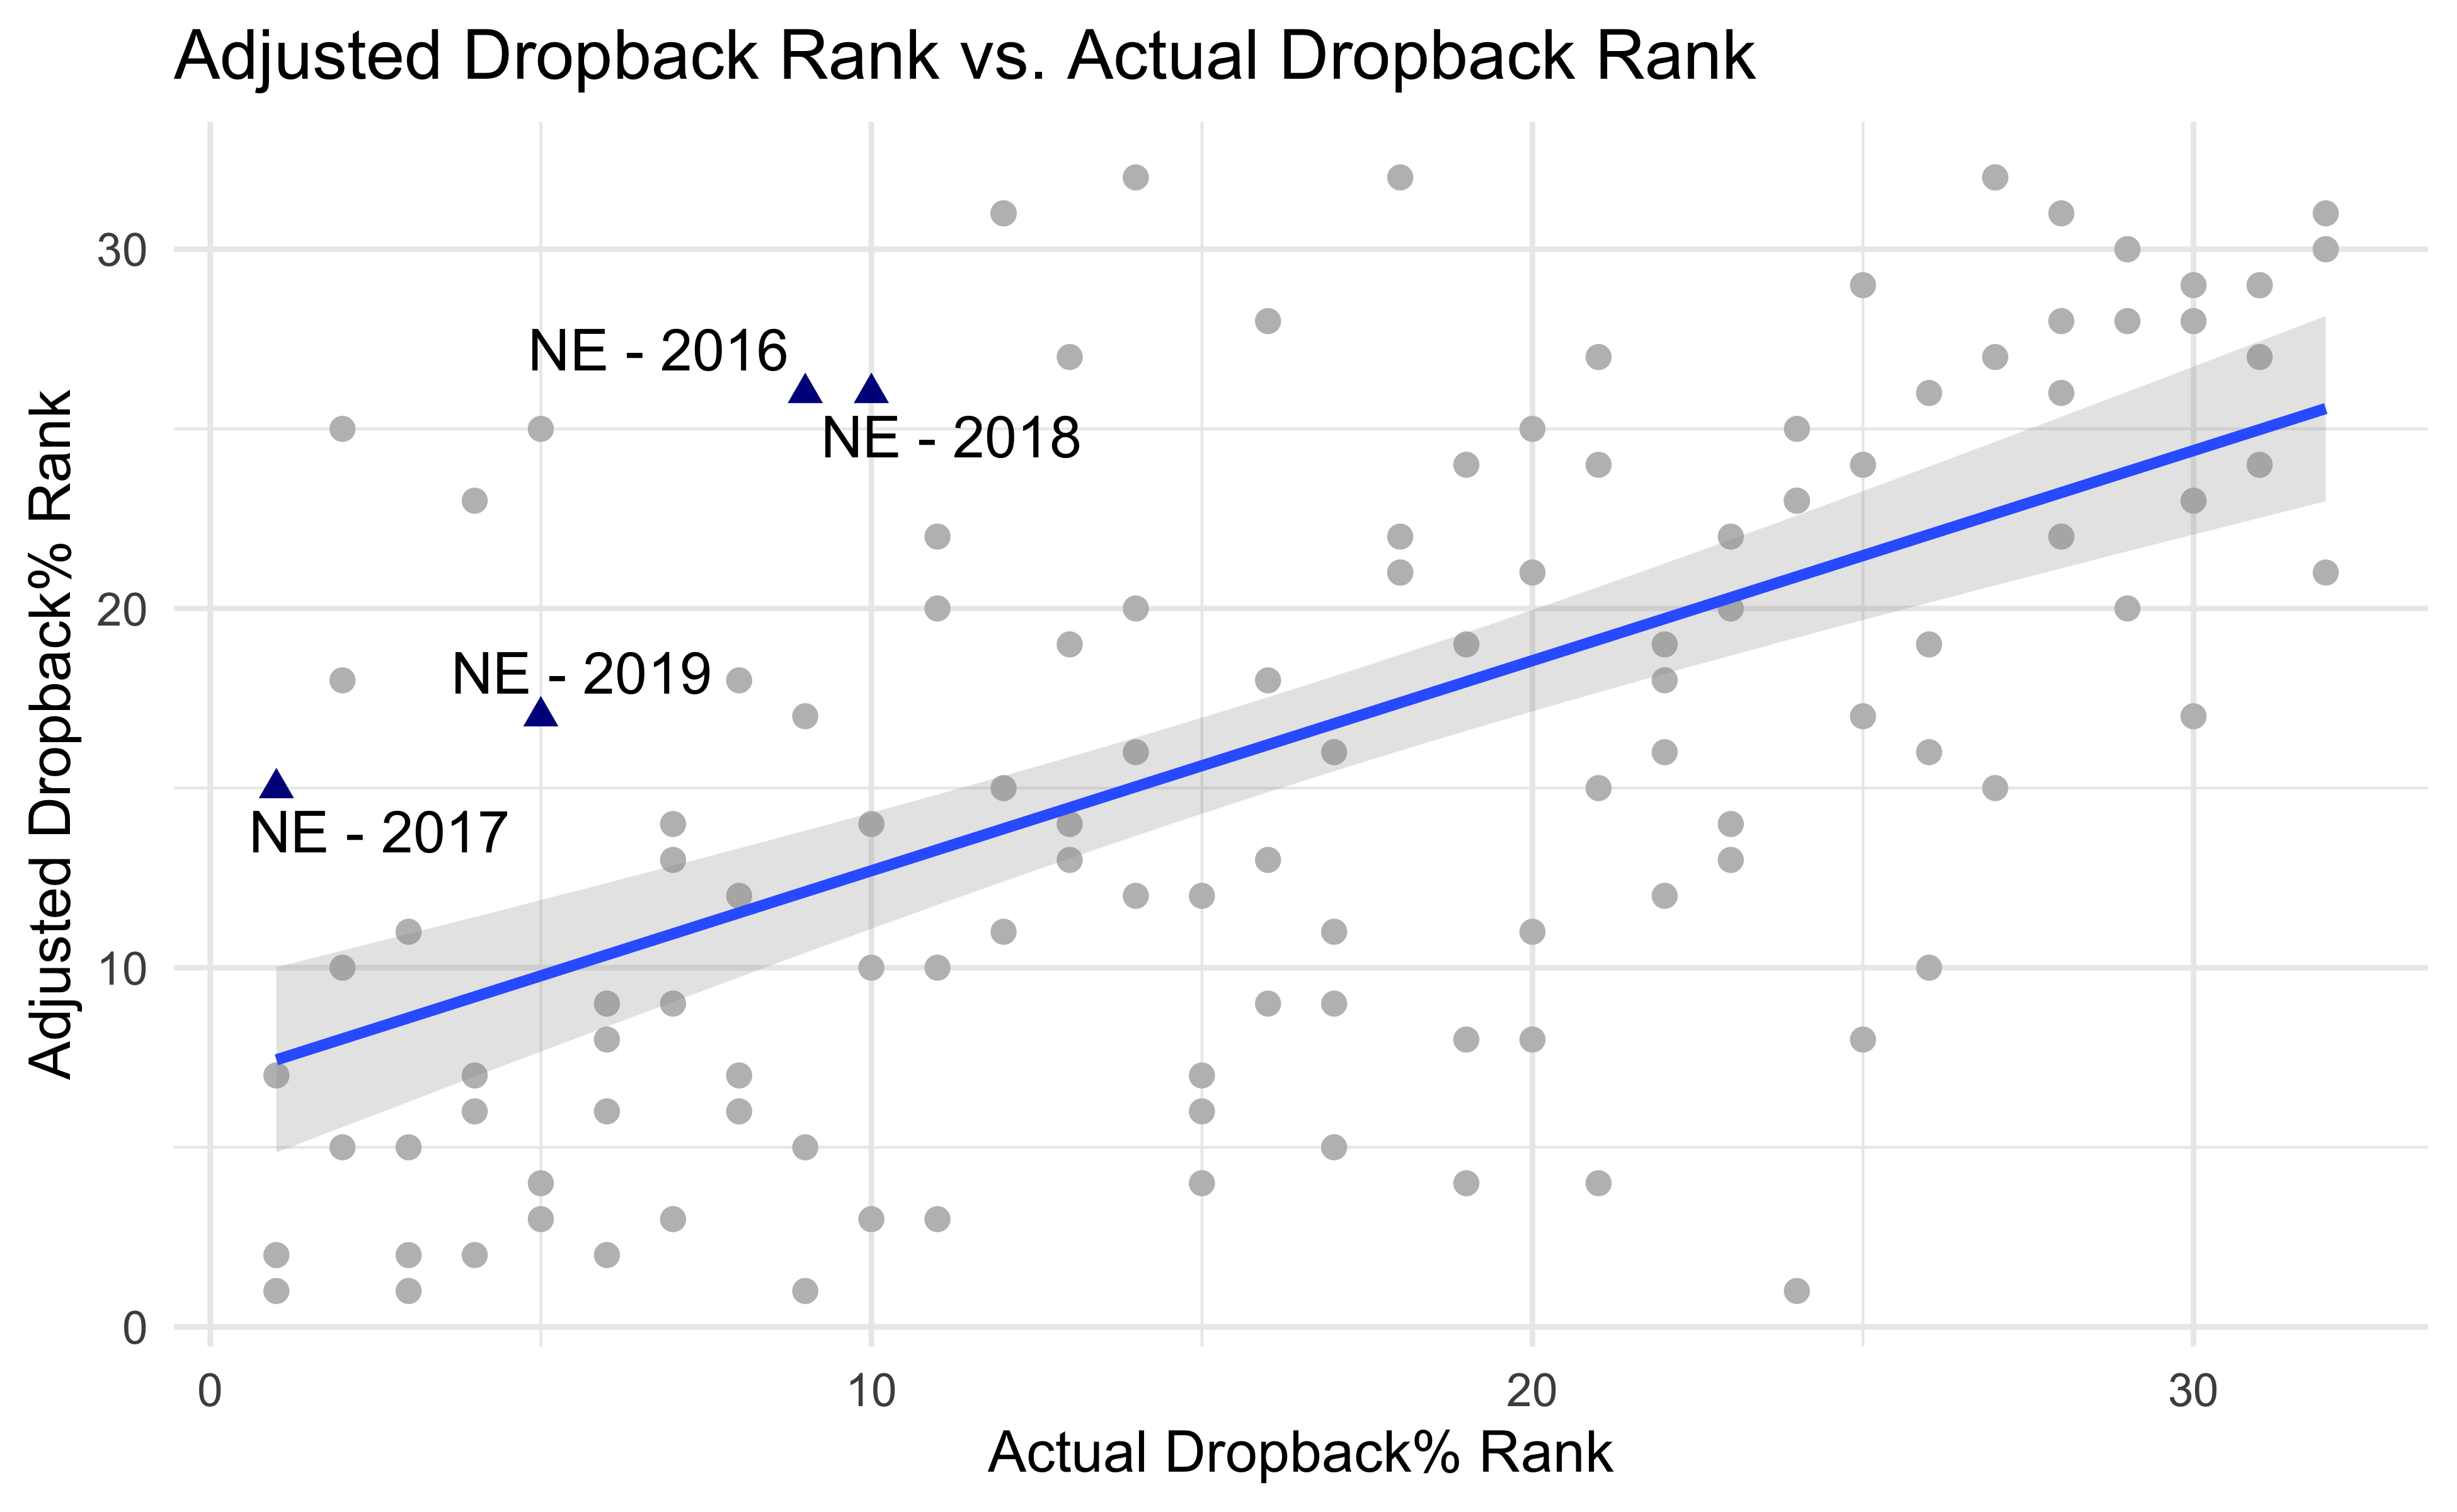 Adjusted Dropback Rank vs. Actual Dropback Rank
Adjusted Dropback% Rank
30
20
10
0
NE - 2016
NE - 2018
NE - 2019
NE - 2017
0
10
20
30
Actual Dropback% Rank